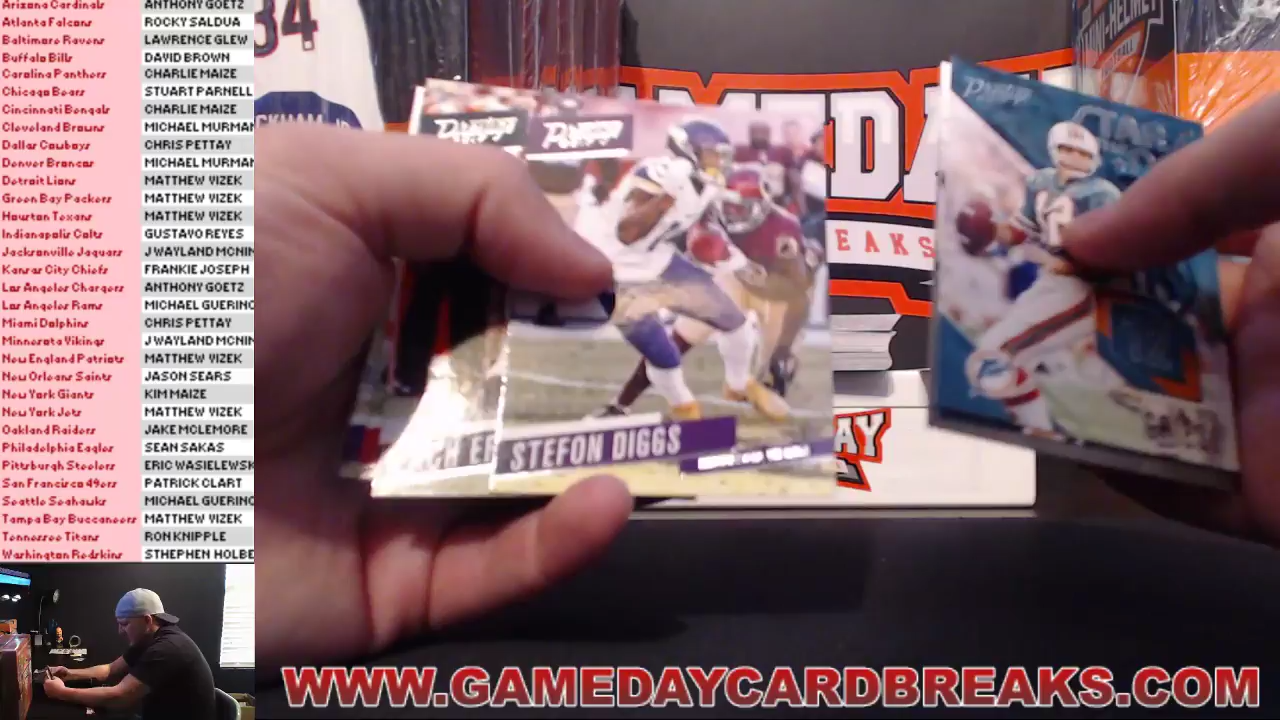 Arizona Cardinals ANTHONY GOETZ
Atlanta Falcons ROCKY SALDUA
Baltimore Ravens LAWRENCE GLEW
Buffalo Bills DAVID BROWN
Carolina Panthers CHARLIE MAIZE
Chicago Bears STUART PARNELL
Cincinnati Bengals CHARLIE MAIZE
Cleveland Browns MICHAEL MURMAN
Dallas Cowboys CHRIS PETTAY
Denver Broncos MICHAEL MURMAN
Detroit Lions MATTHEW VIZEK
Green Bay Packers MATTHEW VIZEK
Houston Texans MATTHEW VIZEK
Indianapolis Colts GUSTAVO REYES
Jacksonville Jaguars J WAYLAND MCNIN
Kansas City Chiefs FRANKIE JOSEPH
Los Angeles Chargers ANTHONY GOETZ
Los Angeles Rams MICHAEL GUERINO
Miami Dolphins CHRIS PETTAY
Minnesota Vikings J WAYLAND MCNIN
New England Patriots MATTHEW VIZEK
New Orleans Saints JASON SEARS
New York Giants KIM MAIZE
New York Jets MATTHEW VIZEK
Oakland Raiders JAKE MCLEMORE
Philadelphia Eagles SEAN SAKAS
Pittsburgh Steelers ERIC WASIELEWSK
San Francisco 49ers PATRICK CLART
Seattle Seahawks MICHAEL GUERINO
Tampa Bay Buccaneers MATTHEW VIZEK
Tennessee Titans RON KNIPPLE
Washington Redskins STHEPHEN HOLBE
34
Prestige
Prestige
Prestige
EAKS
STEFON DIGGS
WWW.GAMEDAYCARDBREAKS.COM